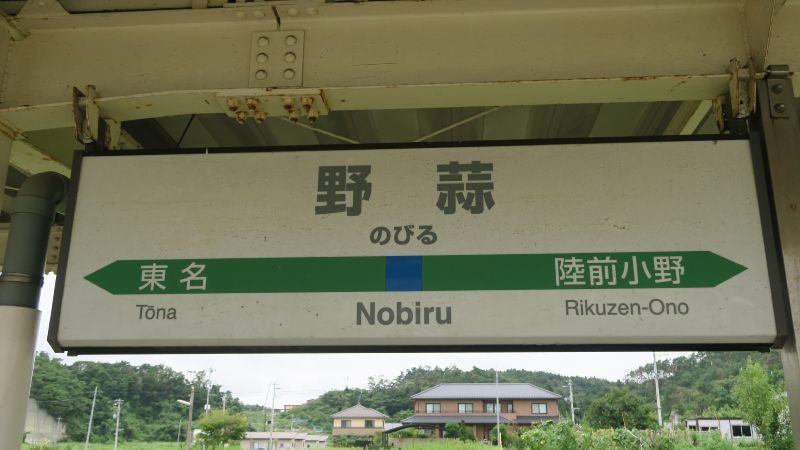 野 蒜
のびる
東 名 陸前小野
Tōna Nobiru Rikuzen-Ono